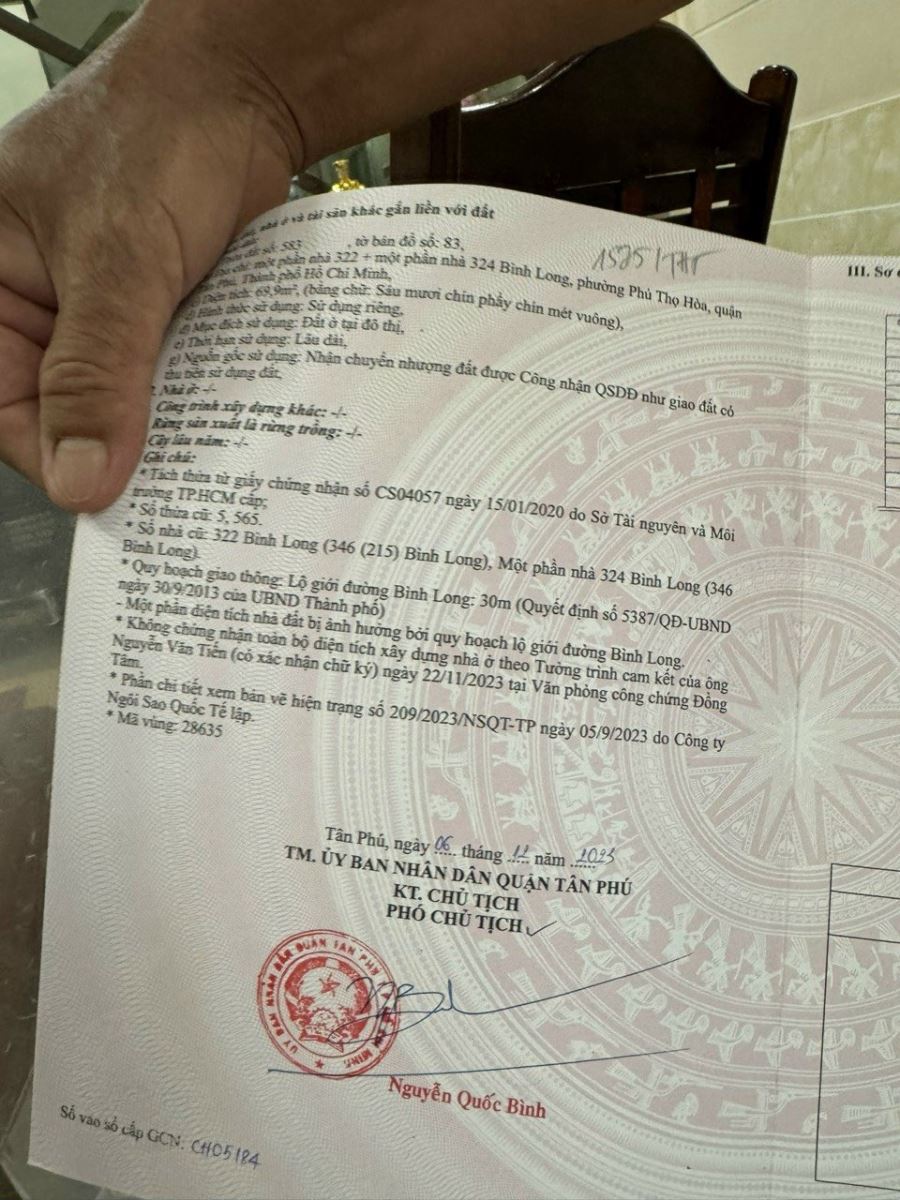 nhà ở và tài sản khác gắn liền với đất
1525/TĐT
đất số: 583 , tờ bản đồ số: 83,
chỉ: một phần nhà 322 + một phần nhà 324 Bình Long, phường Phú Thọ Hòa, quận
Phú, Thành phố Hồ Chí Minh,
Diện tích: 69,9m², (bằng chữ: Sáu mươi chín phẩy chín mét vuông),
Hình thức sử dụng: Sử dụng riêng,
đ) Mục đích sử dụng: Đất ở tại đô thị,
e) Thời hạn sử dụng: Lâu dài,
g) Nguồn gốc sử dụng: Nhận chuyển nhượng đất được Công nhận QSDĐ như giao đất có
thu tiền sử dụng đất.
Nhà ở: -/-
Công trình xây dựng khác: -/-
Rừng sản xuất là rừng trồng: -/-
Cây lâu năm: -/-
Ghi chú:
* Tách thửa từ giấy chứng nhận số CS04057 ngày 15/01/2020 do Sở Tài nguyên và Môi
trường TP.HCM cấp;
* Số thửa cũ: 5, 565.
* Số nhà cũ: 322 Bình Long (346 (215) Bình Long), Một phần nhà 324 Bình Long (346
Bình Long).
* Quy hoạch giao thông: Lộ giới đường Bình Long: 30m (Quyết định số 5387/QĐ-UBND
ngày 30/9/2013 của UBND Thành phố)
- Một phần diện tích nhà đất bị ảnh hưởng bởi quy hoạch lộ giới đường Bình Long.
* Không chứng nhận toàn bộ diện tích xây dựng nhà ở theo Tường trình cam kết của ông
Nguyễn Văn Tiến (có xác nhận chữ ký) ngày 22/11/2023 tại Văn phòng công chứng Đồng
Tâm.
* Phần chi tiết xem bản vẽ hiện trạng số 209/2023/NSQT-TP ngày 05/9/2023 do Công ty
Ngôi Sao Quốc Tế lập.
* Mã vùng: 28635
Tân Phú, ngày 06 tháng 12 năm 2023
TM. ỦY BAN NHÂN DÂN QUẬN TÂN PHÚ
KT. CHỦ TỊCH
PHÓ CHỦ TỊCH
ỦY BAN NHÂN DÂN QUẬN TÂN PHÚ
Nguyễn Quốc Bình
Số vào sổ cấp GCN: CH05184
III. Sơ